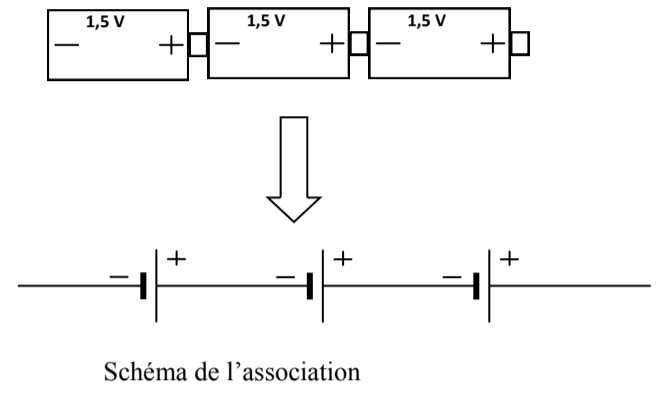 1,5 V 1,5 V 1,5 V
− + − + − +
− + − + − +
Schéma de l’association